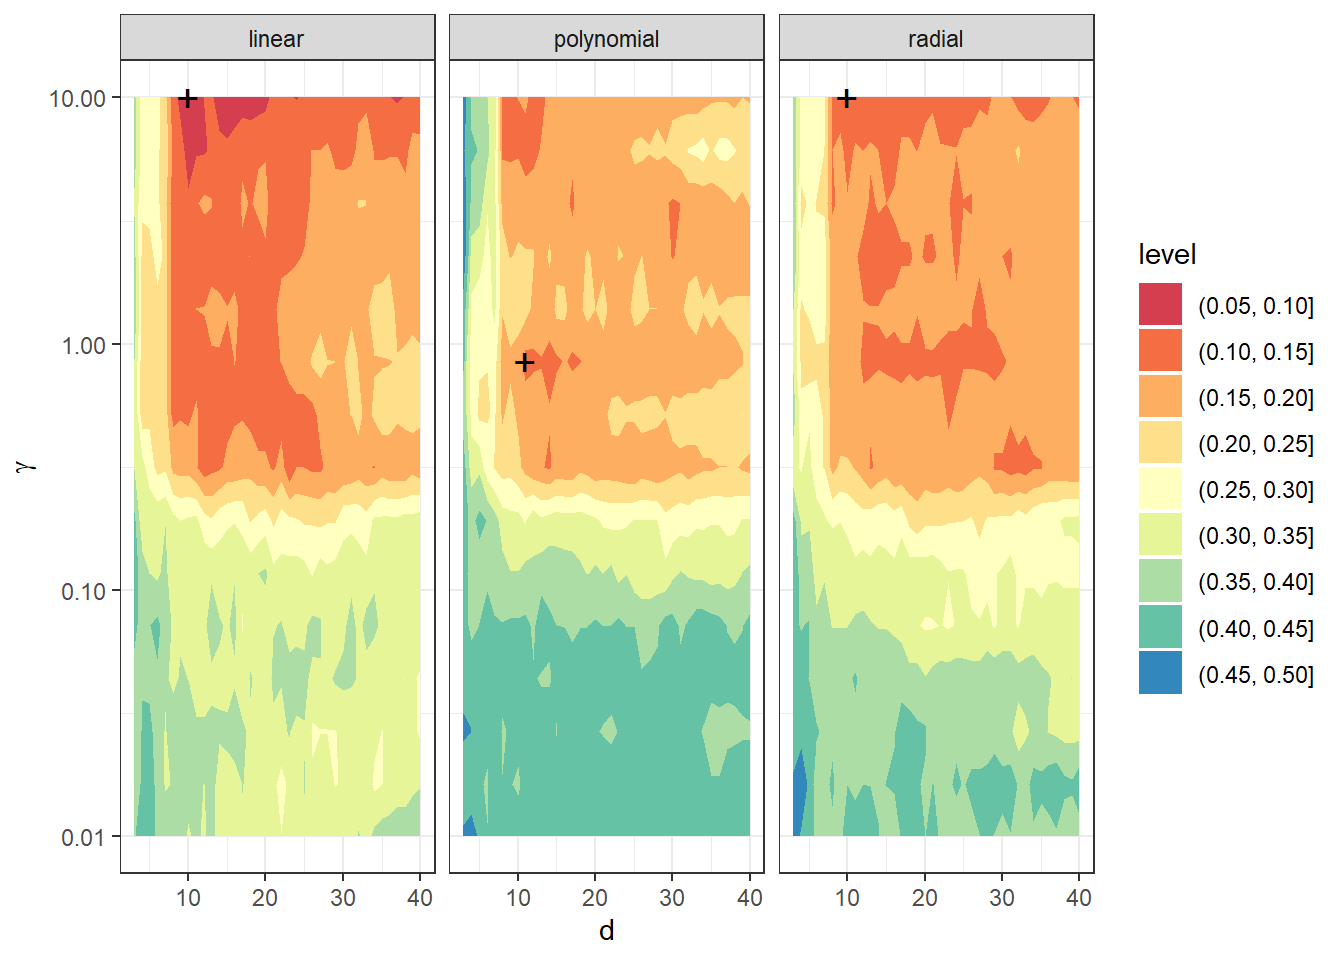 linear
polynomial
radial
10.00
1.00
0.10
0.01
γ
10 20 30 40
10 20 30 40
10 20 30 40
d
level
(0.05, 0.10]
(0.10, 0.15]
(0.15, 0.20]
(0.20, 0.25]
(0.25, 0.30]
(0.30, 0.35]
(0.35, 0.40]
(0.40, 0.45]
(0.45, 0.50]